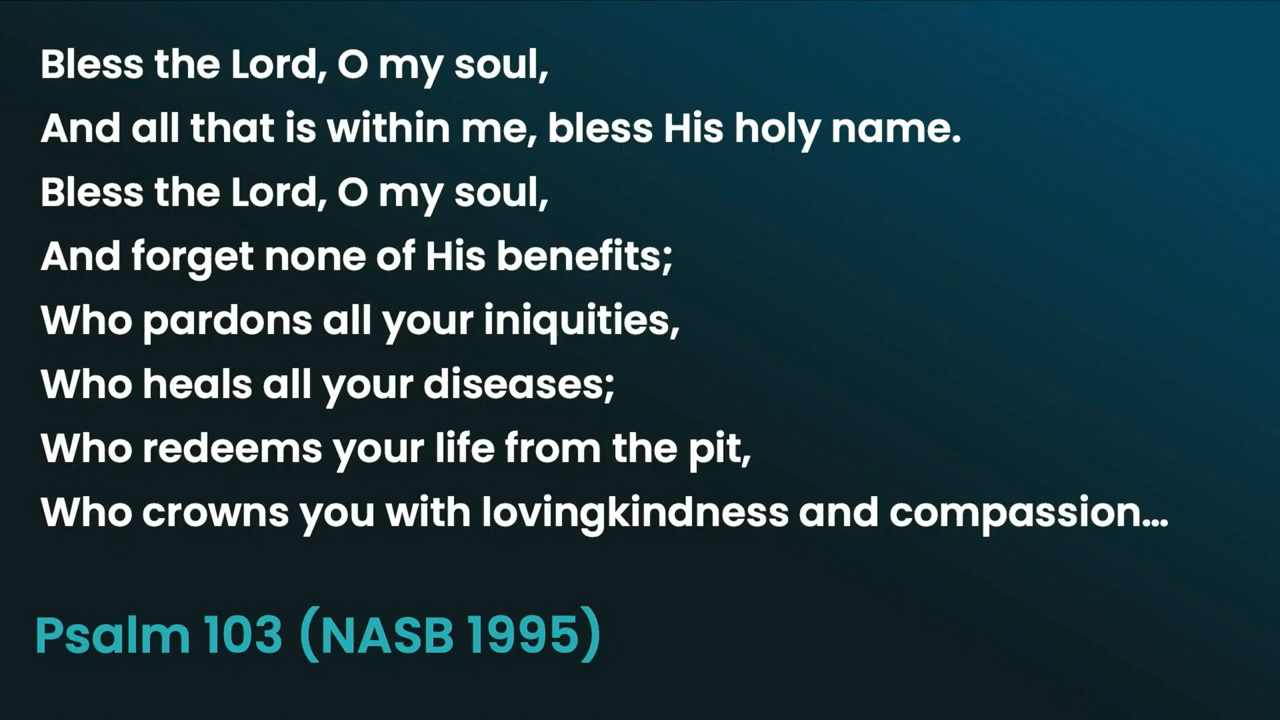 Bless the Lord, O my soul,
And all that is within me, bless His holy name.
Bless the Lord, O my soul,
And forget none of His benefits;
Who pardons all your iniquities,
Who heals all your diseases;
Who redeems your life from the pit,
Who crowns you with lovingkindness and compassion...
Psalm 103 (NASB 1995)